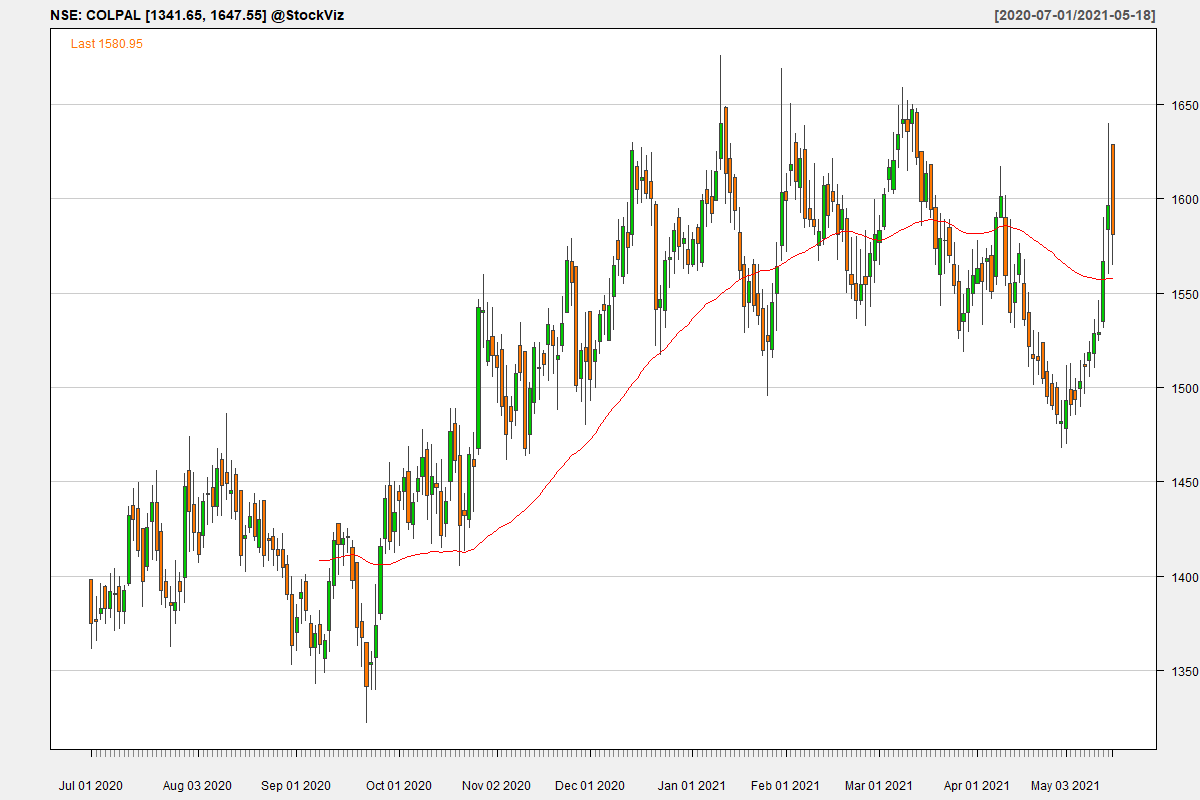 NSE: COLPAL [1341.65, 1647.55] @StockViz [2020-07-01/2021-05-18]
Last 1580.95
1650
1600
1550
1500
1450
1400
1350
Jul 01 2020 Aug 03 2020 Sep 01 2020 Oct 01 2020 Nov 02 2020 Dec 01 2020 Jan 01 2021 Feb 01 2021 Mar 01 2021 Apr 01 2021 May 03 2021